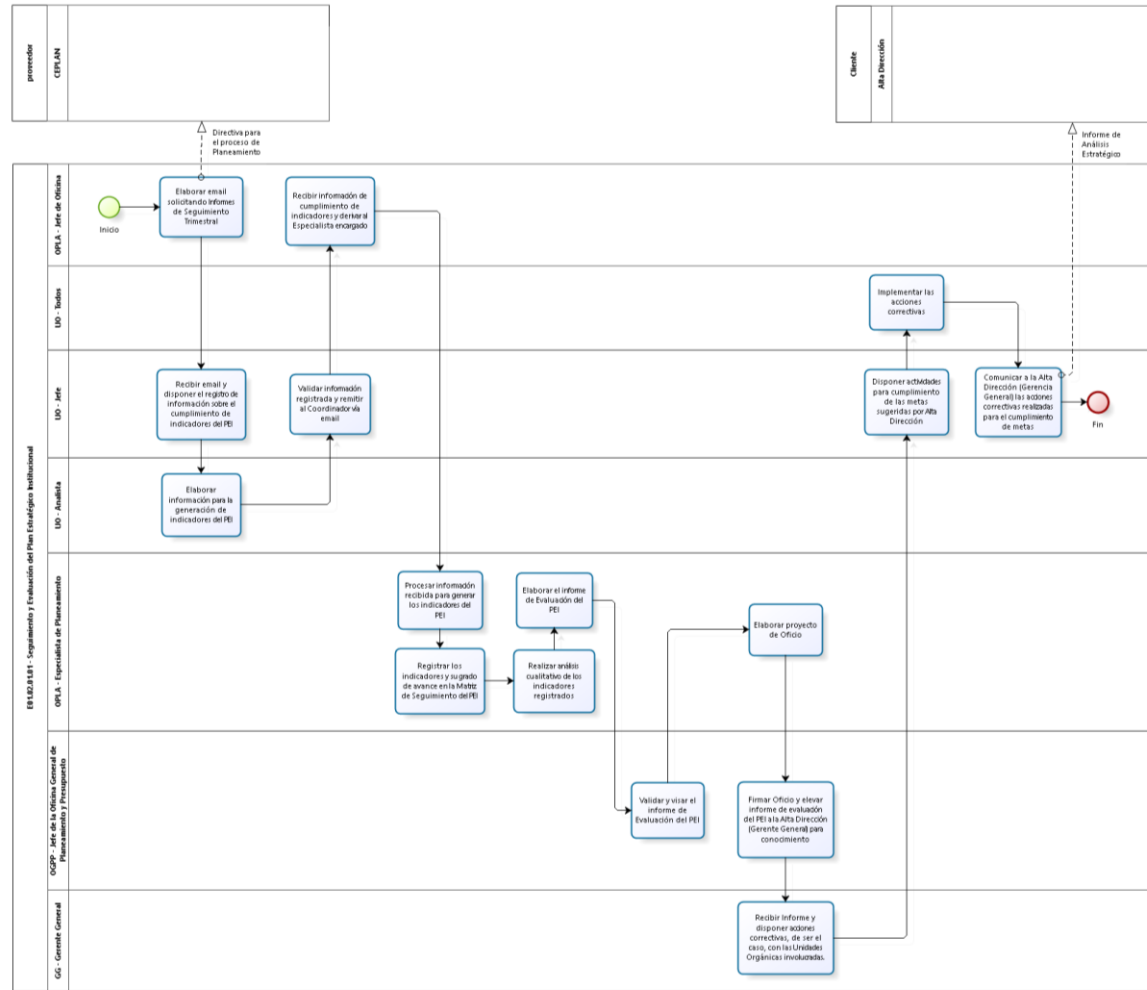 proveedor
CEPLAN
Cliente
Alta Dirección
Directiva para
el proceso de
Planeamiento
Informe de
Análisis
Estratégico
E01.02.01.01 - Seguimiento y Evaluación del Plan Estratégico Institucional
OPLA - Jefe de Oficina
Inicio
Elaborar email
solicitando Informes
de Seguimiento
Trimestral
Recibir información de
cumplimiento de
indicadores y derivar al
Especialista encargado
UO - Todos
Implementar las
acciones
correctivas
UO - Jefe
Recibir email y
disponer el registro de
información sobre el
cumplimiento de
indicadores del PEI
Validar información
registrada y remitir
al Coordinador vía
email
Disponer actividades
para cumplimiento
de las metas
sugeridas por Alta
Dirección
Comunicar a la Alta
Dirección (Gerencia
General) las acciones
correctivas realizadas
para el cumplimiento
de metas
Fin
UO - Analista
Elaborar
información para la
generación de
indicadores del PEI
OPLA - Especialista de Planeamiento
Procesar información
recibida para generar
los indicadores del
PEI
Elaborar el informe
de Evaluación del
PEI
Elaborar proyecto
de Oficio
Registrar los
indicadores y su grado
de avance en la Matriz
de Seguimiento del PEI
Realizar análisis
cualitativo de los
indicadores
registrados
OGPP - Jefe de la Oficina General de
Planeamiento y Presupuesto
Validar y visar el
informe de
Evaluación del PEI
Firmar Oficio y elevar
informe de evaluación
del PEI a la Alta Dirección
(Gerente General) para
conocimiento
GG - Gerente General
Recibir Informe y
disponer acciones
correctivas, de ser el
caso, con las Unidades
Orgánicas involucradas.